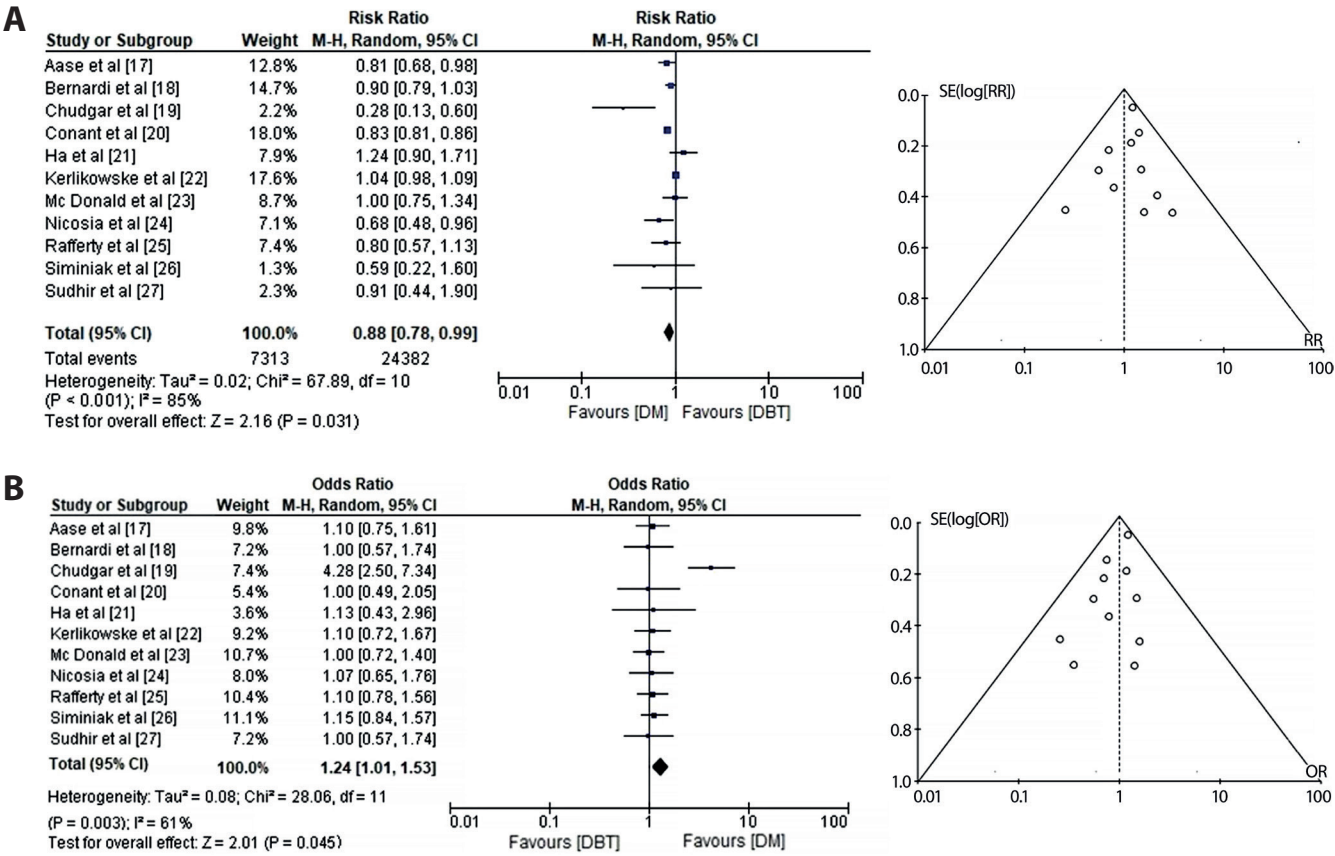 A
Risk Ratio
Risk Ratio
Study or Subgroup Weight M-H, Random, 95% CI M-H, Random, 95% CI
Aase et al [17] 12.8% 0.81 [0.68, 0.98]
Bernardi et al [18] 14.7% 0.90 [0.79, 1.03]
Chudgar et al [19] 2.2% 0.28 [0.13, 0.60]
Conant et al [20] 18.0% 0.83 [0.81, 0.86]
Ha et al [21] 7.9% 1.24 [0.90, 1.71]
Kerlikowske et al [22] 17.6% 1.04 [0.98, 1.09]
Mc Donald et al [23] 8.7% 1.00 [0.75, 1.34]
Nicosia et al [24] 7.1% 0.68 [0.48, 0.96]
Rafferty et al [25] 7.4% 0.80 [0.57, 1.13]
Siminiak et al [26] 1.3% 0.59 [0.22, 1.60]
Sudhir et al [27] 2.3% 0.91 [0.44, 1.90]
Total (95% CI) 100.0% 0.88 [0.78, 0.99]
Total events 7313 24382
Heterogeneity: Tau² = 0.02; Chi² = 67.89, df = 10
(P < 0.001); I² = 85%
Test for overall effect: Z = 2.16 (P = 0.031)
0.01 0.1 1 10 100
Favours [DM] Favours [DBT]
SE(log[RR])
0.0
0.2
0.4
0.6
0.8
1.0
RR
0.01 0.1 1 10 100
B
Odds Ratio
Odds Ratio
Study or Subgroup Weight M-H, Random, 95% CI M-H, Random, 95% CI
Aase et al [17] 9.8% 1.10 [0.75, 1.61]
Bernardi et al [18] 7.2% 1.00 [0.57, 1.74]
Chudgar et al [19] 7.4% 4.28 [2.50, 7.34]
Conant et al [20] 5.4% 1.00 [0.49, 2.05]
Ha et al [21] 3.6% 1.13 [0.43, 2.96]
Kerlikowske et al [22] 9.2% 1.10 [0.72, 1.67]
Mc Donald et al [23] 10.7% 1.00 [0.72, 1.40]
Nicosia et al [24] 8.0% 1.07 [0.65, 1.76]
Rafferty et al [25] 10.4% 1.10 [0.78, 1.56]
Siminiak et al [26] 11.1% 1.15 [0.84, 1.57]
Sudhir et al [27] 7.2% 1.00 [0.57, 1.74]
Total (95% CI) 100.0% 1.24 [1.01, 1.53]
Heterogeneity: Tau² = 0.08; Chi² = 28.06, df = 11
(P = 0.003); I² = 61%
Test for overall effect: Z = 2.01 (P = 0.045)
0.01 0.1 1 10 100
Favours [DBT] Favours [DM]
SE(log[OR])
0.0
0.2
0.4
0.6
0.8
1.0
OR
0.01 0.1 1 10 100